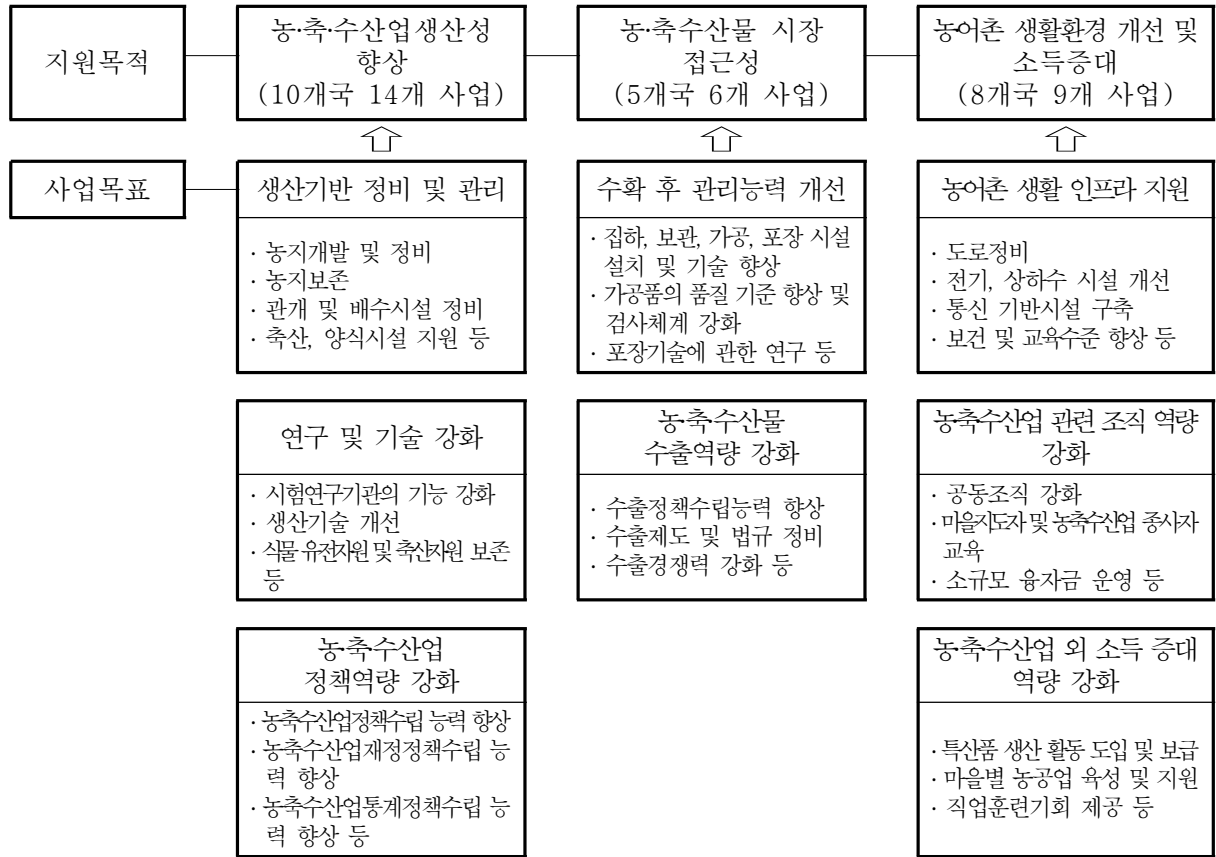 지원목적
농·축·수산업생산성
향상
(10개국 14개 사업)
농·축수산물 시장
접근성
(5개국 6개 사업)
농어촌 생활환경 개선 및
소득증대
(8개국 9개 사업)
사업목표
생산기반 정비 및 관리
· 농지개발 및 정비
· 농지보존
· 관개 및 배수시설 정비
· 축산, 양식시설 지원 등
수확 후 관리능력 개선
· 집하, 보관, 가공, 포장 시설
설치 및 기술 향상
· 가공품의 품질 기준 향상 및
검사체계 강화
· 포장기술에 관한 연구 등
농어촌 생활 인프라 지원
· 도로정비
· 전기, 상하수 시설 개선
· 통신 기반시설 구축
· 보건 및 교육수준 향상 등
연구 및 기술 강화
· 시험연구기관의 기능 강화
· 생산기술 개선
· 식물 유전자원 및 축산자원 보존
등
농·축수산물
수출역량 강화
· 수출정책수립능력 향상
· 수출제도 및 법규 정비
· 수출경쟁력 강화 등
농축수산업 관련 조직 역량
강화
· 공동조직 강화
· 마을지도자 및 농축수산업 종사자
교육
· 소규모 융자금 운영 등
농·축수산업
정책역량 강화
· 농축수산업정책수립 능력 향상
· 농축수산업재정정책수립 능
력 향상
· 농축수산업통계정책수립 능
력 향상 등
농축수산업 외 소득 증대
역량 강화
· 특산품 생산 활동 도입 및 보급
· 마을별 농공업 육성 및 지원
· 직업훈련기회 제공 등